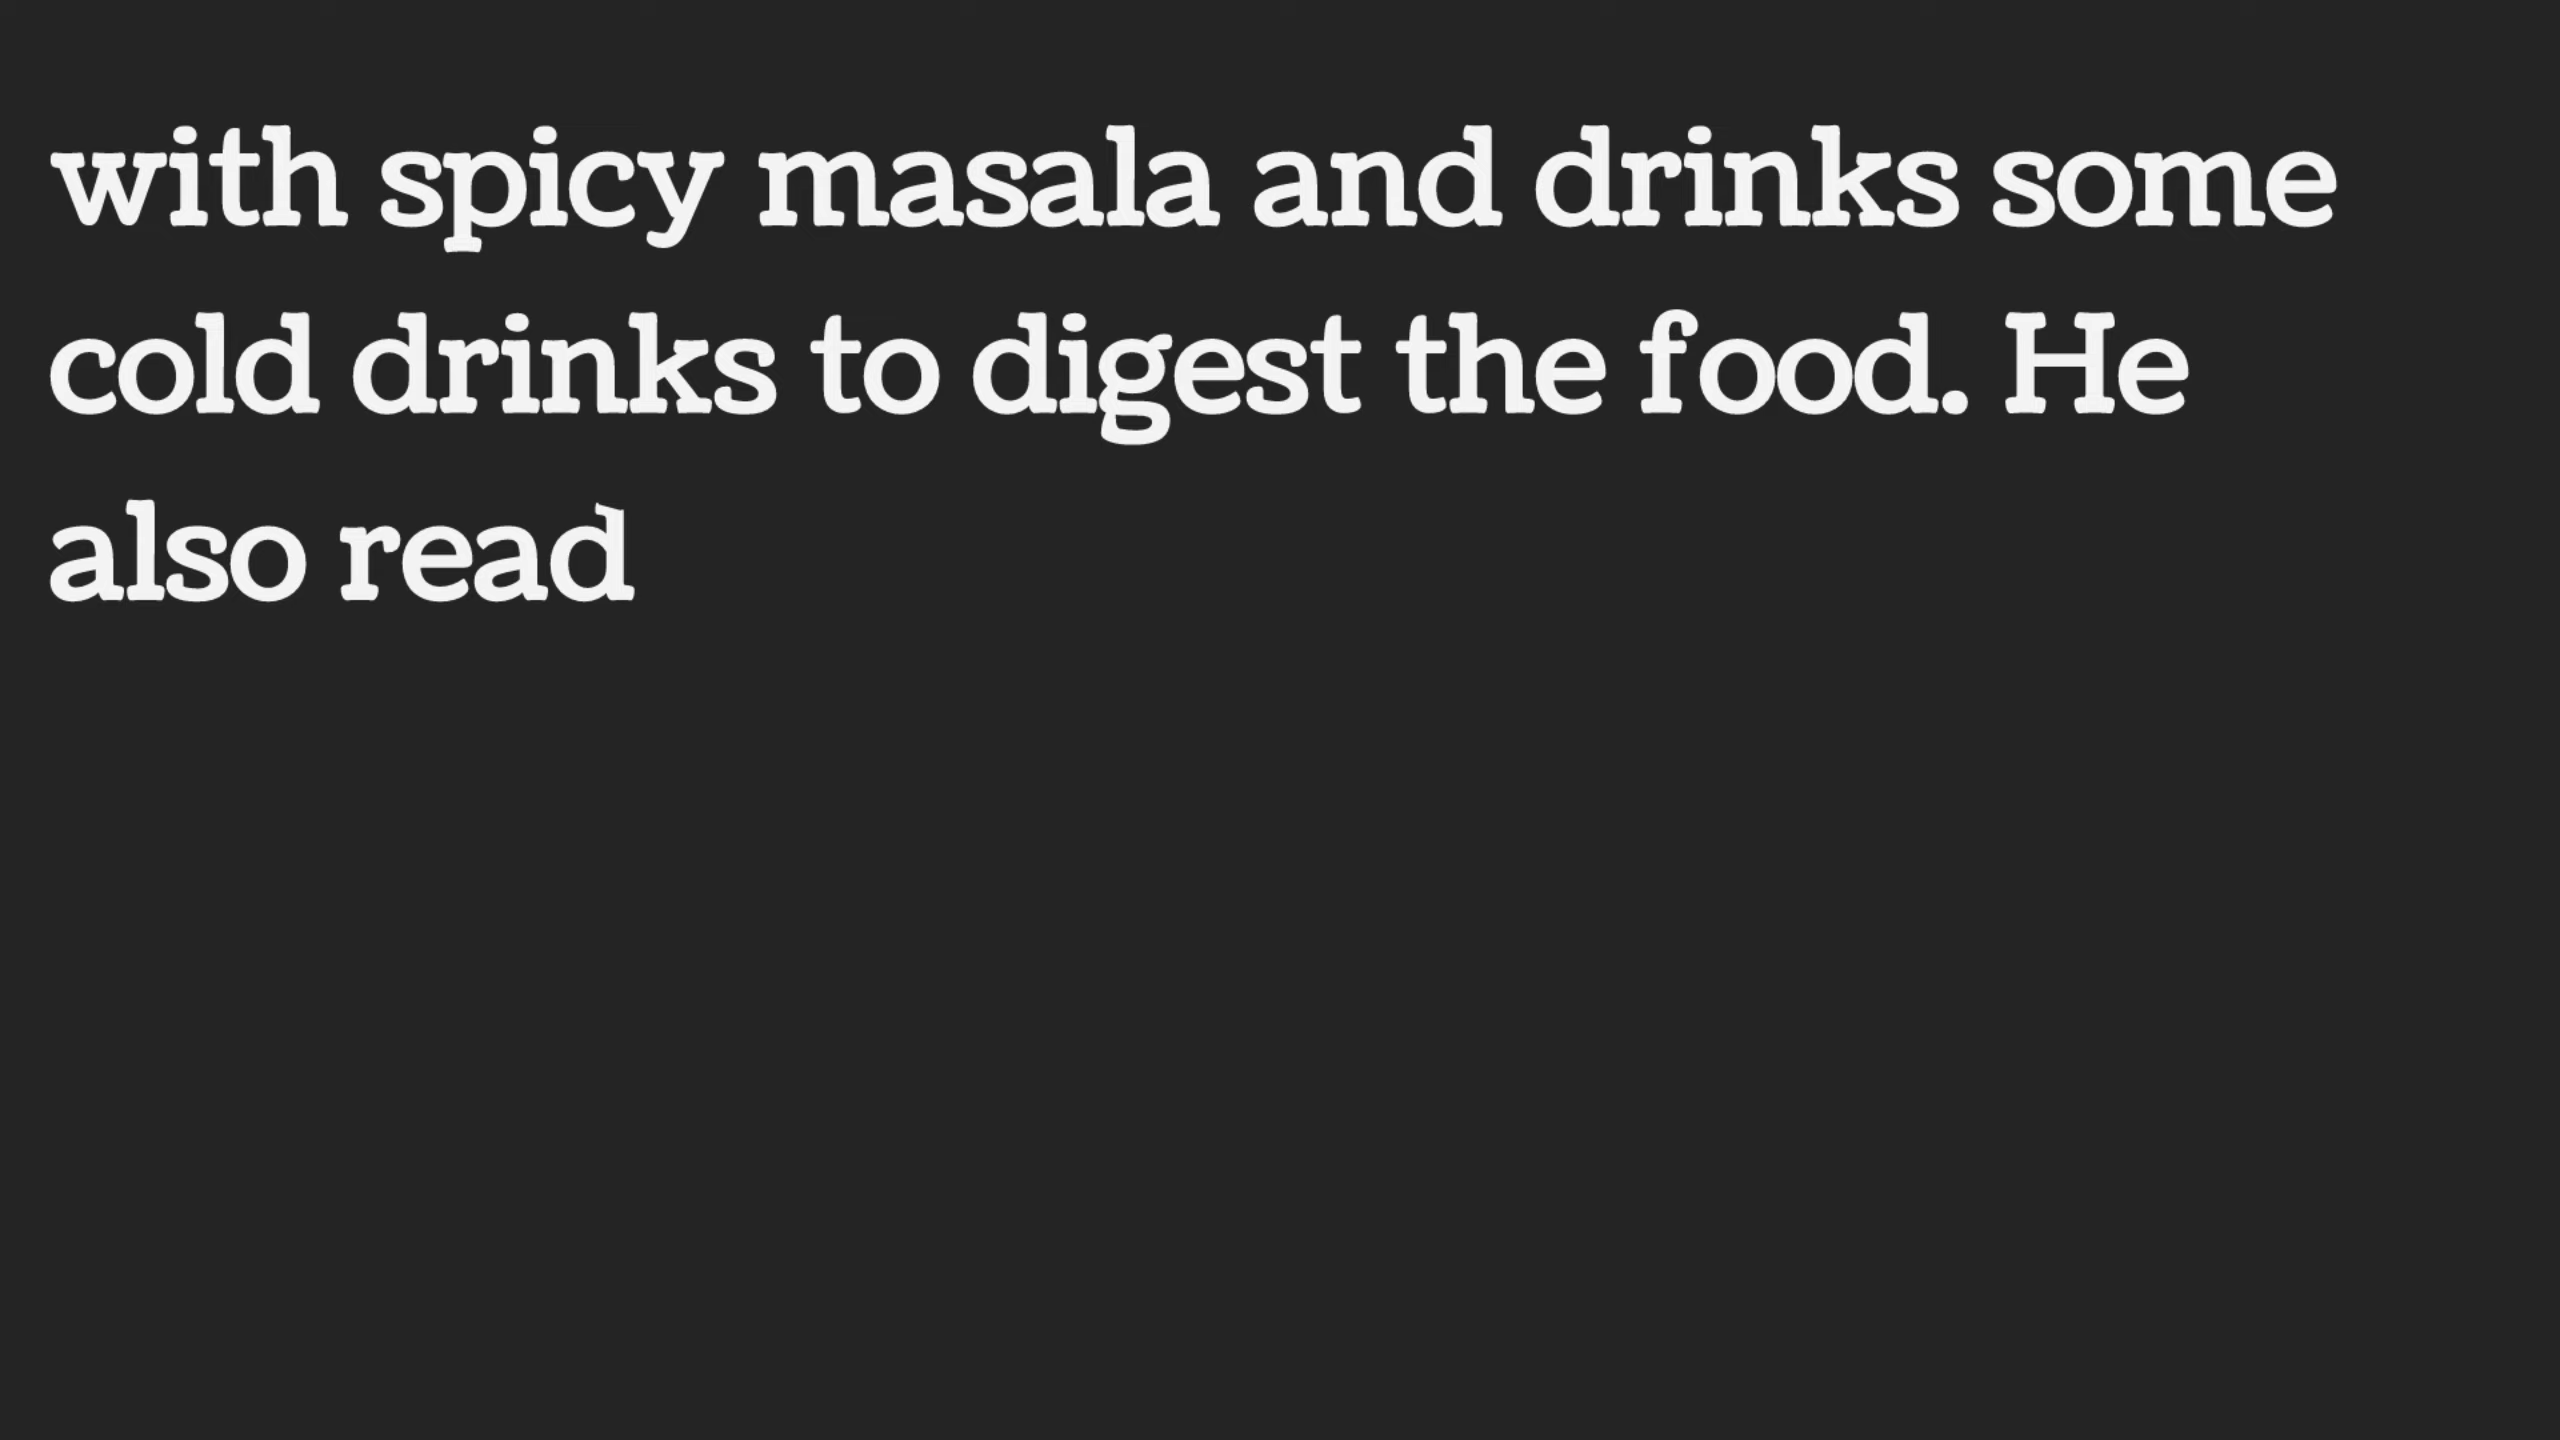 with spicy masala and drinks some
cold drinks to digest the food. He
also read